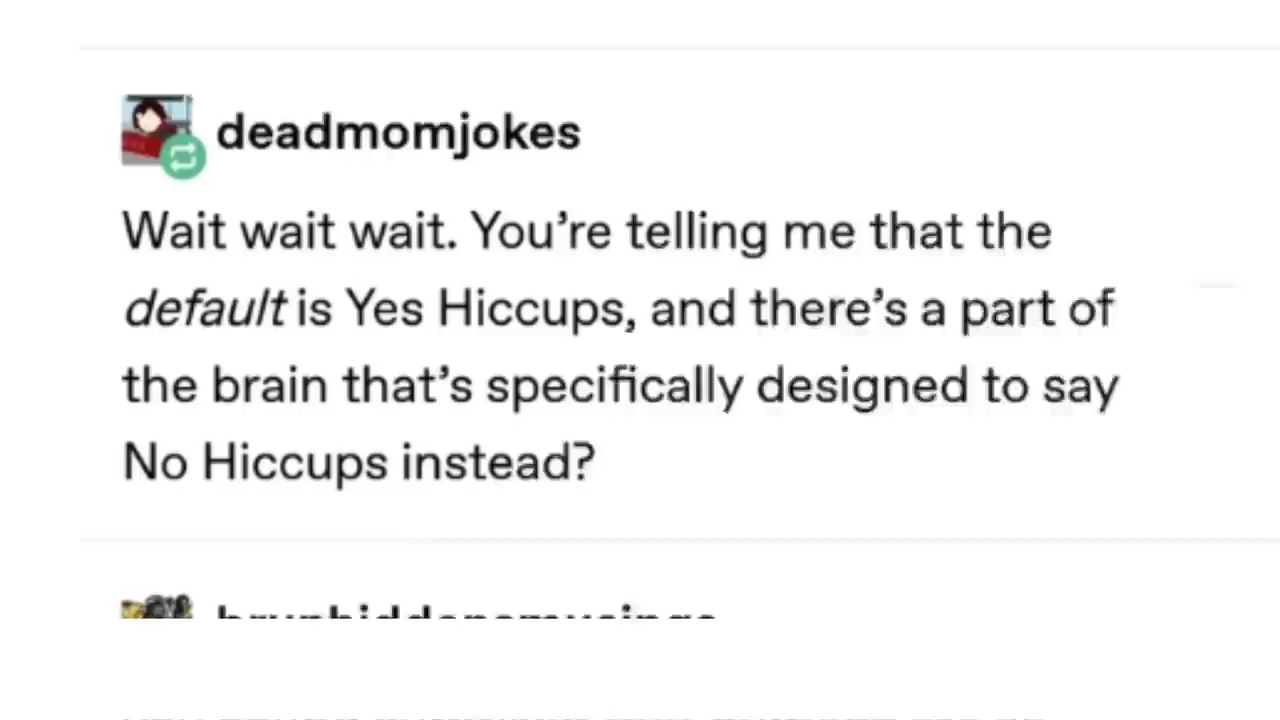 deadmomjokes
Wait wait wait. You’re telling me that the
default is Yes Hiccups, and there’s a part of
the brain that’s specifically designed to say
No Hiccups instead?